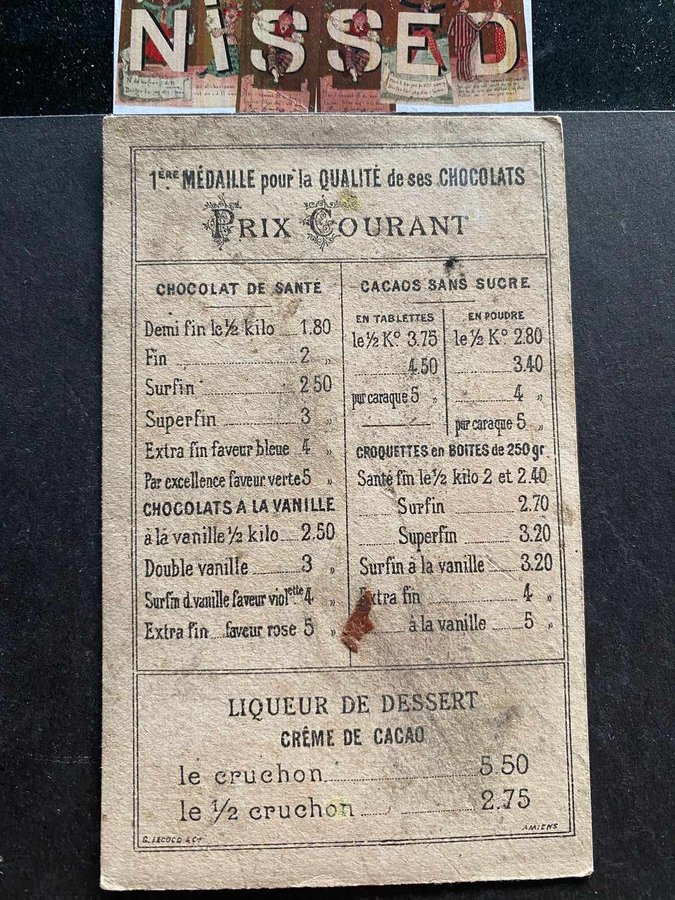 NiSSED
1ÈRE MÉDAILLE pour la QUALITÉ de ses CHOCOLATS
PRIX COURANT
CHOCOLAT DE SANTE
Demi fin le ½ kilo 1.80
Fin 2 "
Surfin 2 50
Superfin 3 "
Extra fin faveur bleue 4 "
Par excellence faveur verte 5 "
CHOCOLATS A LA VANILLE
à là vanille ½ kilo 2.50
Double vanille 3 "
Surfin d. vanille faveur violette 4 "
Extra fin faveur rose 5 "
CACAOS SANS SUCRE
EN TABLETTES
le ½ K° 3.75
4.50
pur caraque 5 "
EN POUDRE
le ½ K° 2.80
3.40
4 "
pur caraque 5 "
CROQUETTES en BOITES de 250 gr
Santé fin le ½ kilo 2 et 2.40
Surfin 2.70
Superfin 3.20
Surfin à la vanille 3.20
Extra fin 4 "
à la vanille 5 "
LIQUEUR DE DESSERT
CRÊME DE CACAO
le cruchon 5.50
le ½ cruchon 2.75
G. LECOCQ & Cie
AMIENS